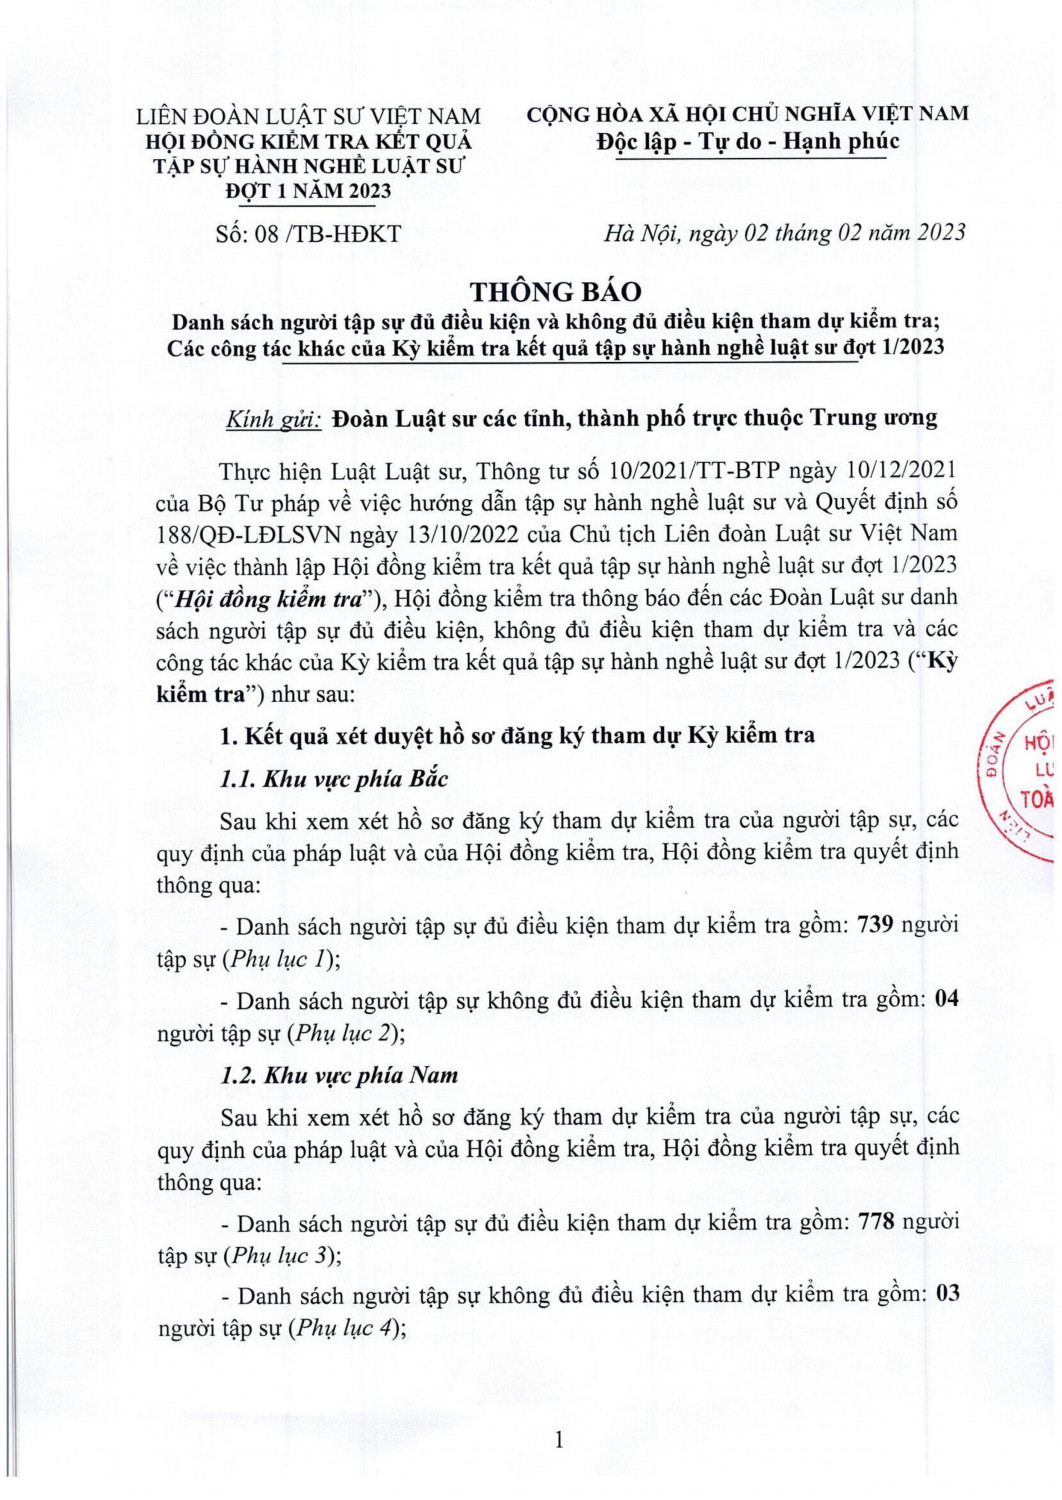 LIÊN ĐOÀN LUẬT SƯ VIỆT NAM
HỘI ĐỒNG KIỂM TRA KẾT QUẢ
TẬP SỰ HÀNH NGHỀ LUẬT SƯ
ĐỢT 1 NĂM 2023
Số: 08 /TB-HĐKT
CỘNG HÒA XÃ HỘI CHỦ NGHĨA VIỆT NAM
Độc lập - Tự do - Hạnh phúc
Hà Nội, ngày 02 tháng 02 năm 2023
THÔNG BÁO
Danh sách người tập sự đủ điều kiện và không đủ điều kiện tham dự kiểm tra;
Các công tác khác của Kỳ kiểm tra kết quả tập sự hành nghề luật sư đợt 1/2023
Kính gửi: Đoàn Luật sư các tỉnh, thành phố trực thuộc Trung ương
Thực hiện Luật Luật sư, Thông tư số 10/2021/TT-BTP ngày 10/12/2021
của Bộ Tư pháp về việc hướng dẫn tập sự hành nghề luật sư và Quyết định số
188/QĐ-LĐLSVN ngày 13/10/2022 của Chủ tịch Liên đoàn Luật sư Việt Nam
về việc thành lập Hội đồng kiểm tra kết quả tập sự hành nghề luật sư đợt 1/2023
(“Hội đồng kiểm tra”), Hội đồng kiểm tra thông báo đến các Đoàn Luật sư danh
sách người tập sự đủ điều kiện, không đủ điều kiện tham dự kiểm tra và các
công tác khác của Kỳ kiểm tra kết quả tập sự hành nghề luật sư đợt 1/2023 (“Kỳ
kiểm tra”) như sau:
1. Kết quả xét duyệt hồ sơ đăng ký tham dự Kỳ kiểm tra
1.1. Khu vực phía Bắc
Sau khi xem xét hồ sơ đăng ký tham dự kiểm tra của người tập sự, các
quy định của pháp luật và của Hội đồng kiểm tra, Hội đồng kiểm tra quyết định
thông qua:
- Danh sách người tập sự đủ điều kiện tham dự kiểm tra gồm: 739 người
tập sự (Phụ lục 1);
- Danh sách người tập sự không đủ điều kiện tham dự kiểm tra gồm: 04
người tập sự (Phụ lục 2);
1.2. Khu vực phía Nam
Sau khi xem xét hồ sơ đăng ký tham dự kiểm tra của người tập sự, các
quy định của pháp luật và của Hội đồng kiểm tra, Hội đồng kiểm tra quyết định
thông qua:
- Danh sách người tập sự đủ điều kiện tham dự kiểm tra gồm: 778 người
tập sự (Phụ lục 3);
- Danh sách người tập sự không đủ điều kiện tham dự kiểm tra gồm: 03
người tập sự (Phụ lục 4);
LIÊN ĐOÀN
1